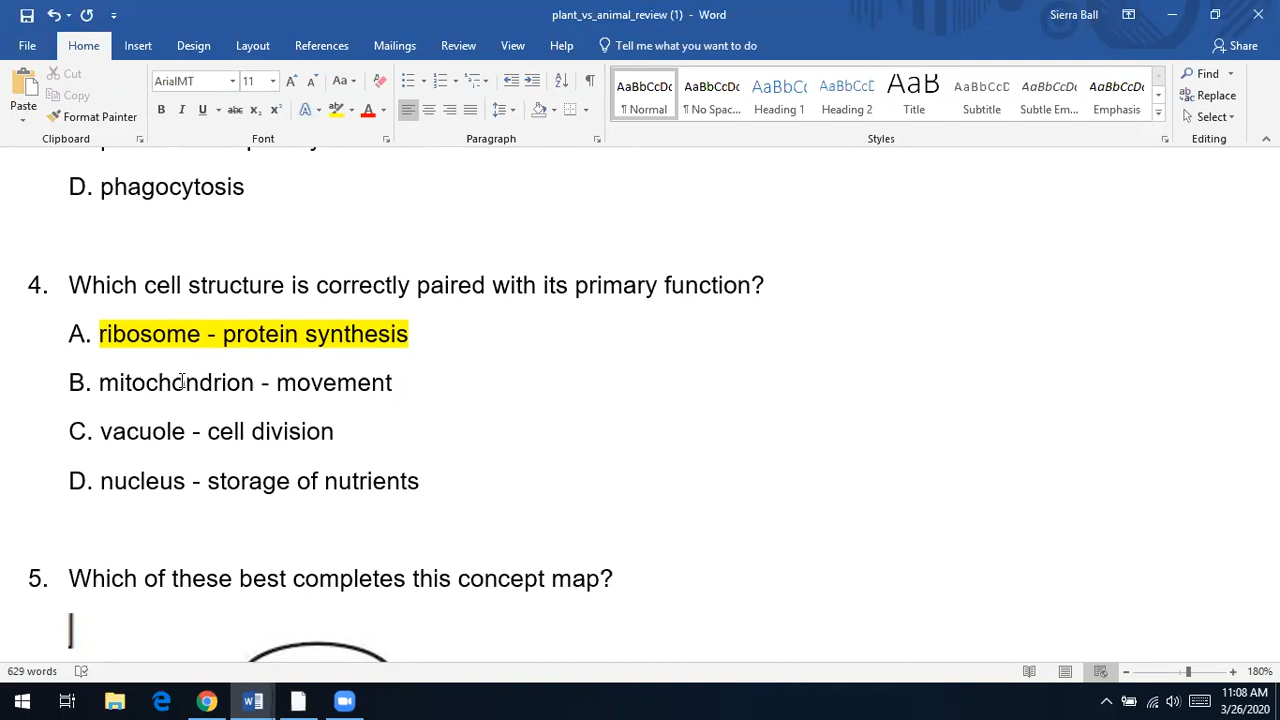 plant_vs_animal_review (1) - Word
Sierra Ball
File Home Insert Design Layout References Mailings Review View Help Tell me what you want to do Share
Paste
Cut
Copy
Format Painter
Clipboard
ArialMT 11
Font
Paragraph
AaBbCcDc ¶ Normal
AaBbCcDc ¶ No Spac...
AaBbCc Heading 1
AaBbCcD Heading 2
AaB Title
AaBbCcD Subtitle
AaBbCcDc Subtle Em...
AaBbCcDc Emphasis
Styles
Find
Replace
Select
Editing
D. phagocytosis
4. Which cell structure is correctly paired with its primary function?
A. ribosome - protein synthesis
B. mitochondrion - movement
C. vacuole - cell division
D. nucleus - storage of nutrients
5. Which of these best completes this concept map?
629 words
180%
11:08 AM
3/26/2020